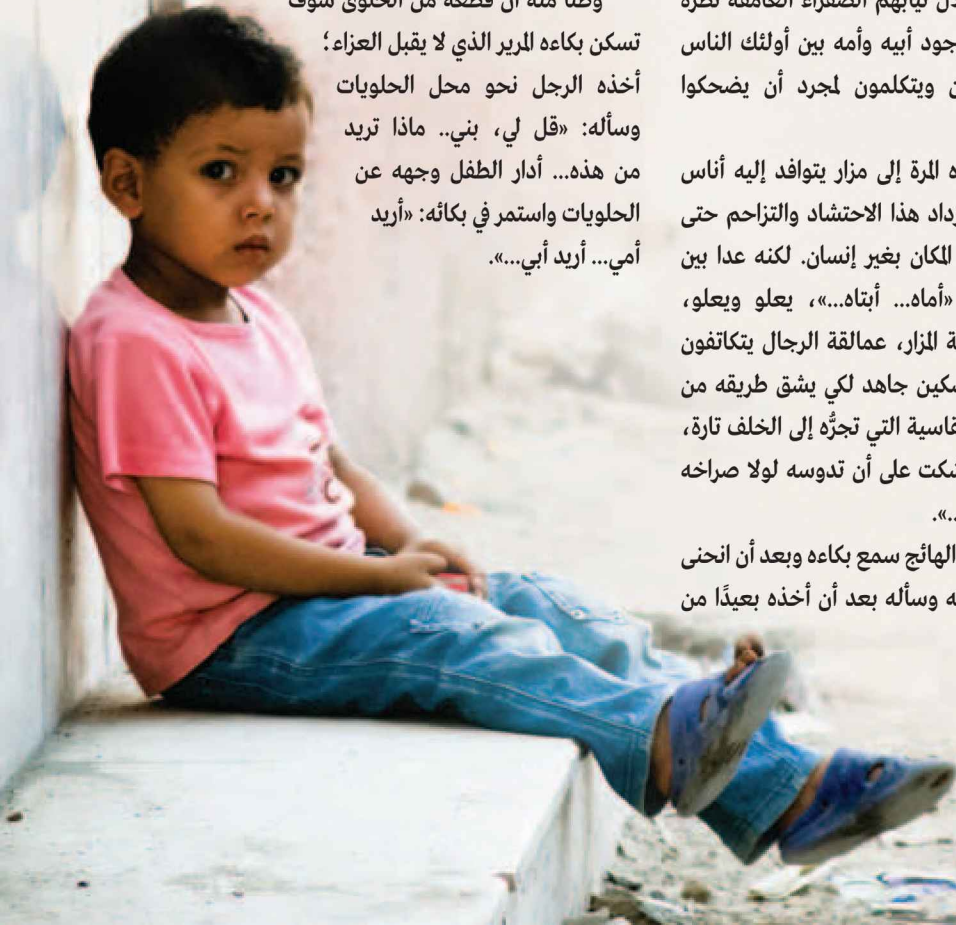 ثيابهم الصفراء الغامقة نظرة
جود أبيه وأمه بين أولئك الناس
ن ويتكلمون لمجرد أن يضحكوا
ه المرة إلى مزار يتوافد إليه أناس
زداد هذا الاحتشاد والتزاحم حتى
المكان بغير إنسان. لكنه عدا بين
«أماه... أبتاه...»، يعلو ويعلو،
ة المزار، عمالقة الرجال يتكاتفون
سكين جاهد لكي يشق طريقه من
قاسية التي تجرُّه إلى الخلف تارة،
شكت على أن تدوسه لولا صراخه
..».
الهائج سمع بكاءه وبعد أن انحنى
ه وسأله بعد أن أخذه بعيدًا من
وظنًا منه أن قطعة من الحلوى سوف
تسكن بكاءه المرير الذي لا يقبل العزاء؛
أخذه الرجل نحو محل الحلويات
وسأله: «قل لي، بني.. ماذا تريد
من هذه... أدار الطفل وجهه عن
الحلويات واستمر في بكائه: «أريد
أمي... أريد أبي...».